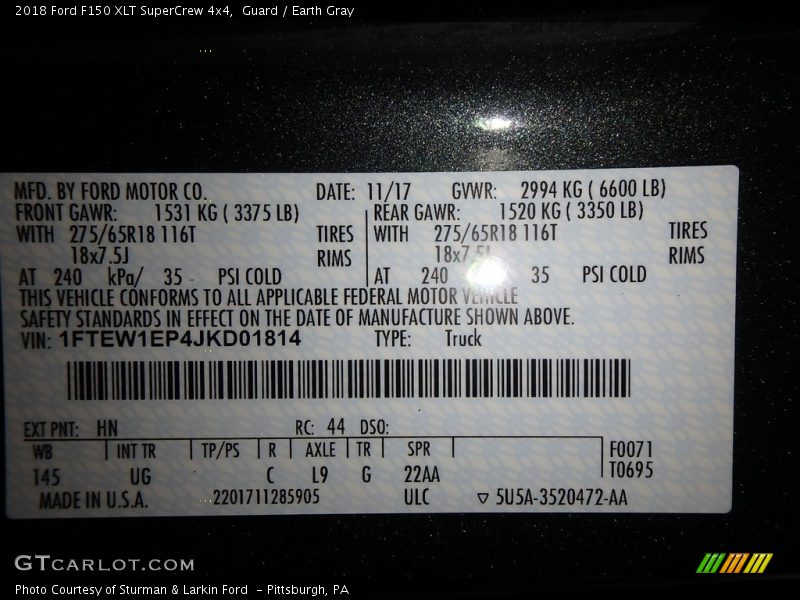 2018 Ford F150 XLT SuperCrew 4x4, Guard / Earth Gray
MFD. BY FORD MOTOR CO. DATE: 11/17 GVWR: 2994 KG ( 6600 LB)
FRONT GAWR: 1531 KG ( 3375 LB) REAR GAWR: 1520 KG ( 3350 LB)
WITH 275/65R18 116T TIRES WITH 275/65R18 116T TIRES
18x7.5J RIMS 18x7.5J RIMS
AT 240 kPa/ 35 PSI COLD AT 240 35 PSI COLD
THIS VEHICLE CONFORMS TO ALL APPLICABLE FEDERAL MOTOR VEHICLE
SAFETY STANDARDS IN EFFECT ON THE DATE OF MANUFACTURE SHOWN ABOVE.
VIN: 1FTEW1EP4JKD01814 TYPE: Truck
EXT PNT: HN RC: 44 DSO:
WB INT TR TP/PS R AXLE TR SPR F0071
145 UG C L9 G 22AA T0695
MADE IN U.S.A. 2201711285905 ULC ▽ 5U5A-3520472-AA
GTCARLOT.COM
Photo Courtesy of Sturman & Larkin Ford - Pittsburgh, PA